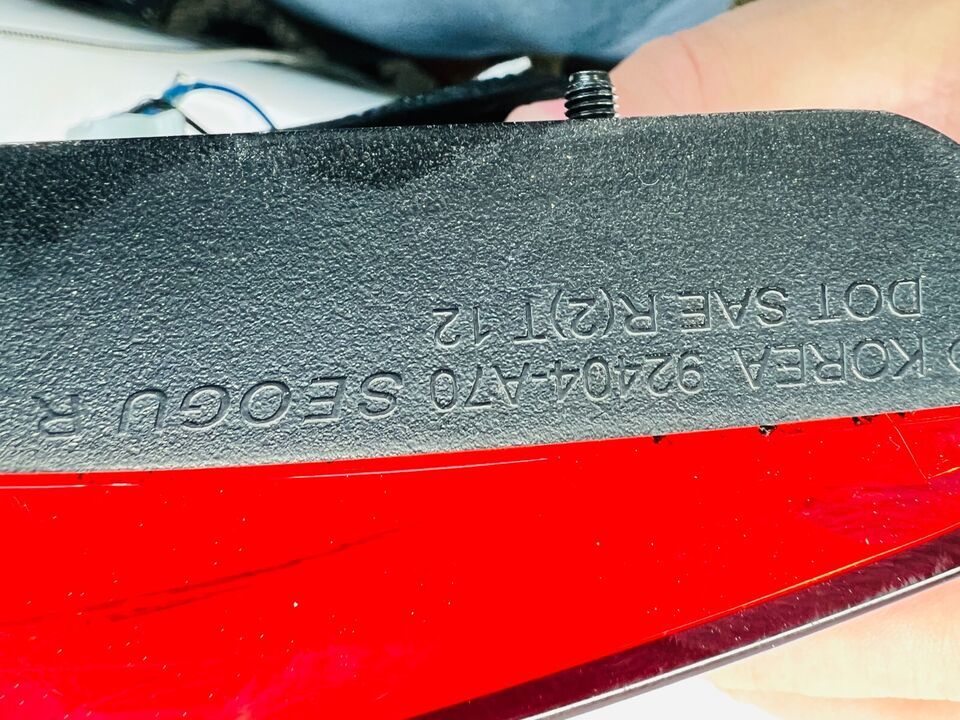 KOREA 92404-A70 SEOGU R
DOT SAE R(2)T 12